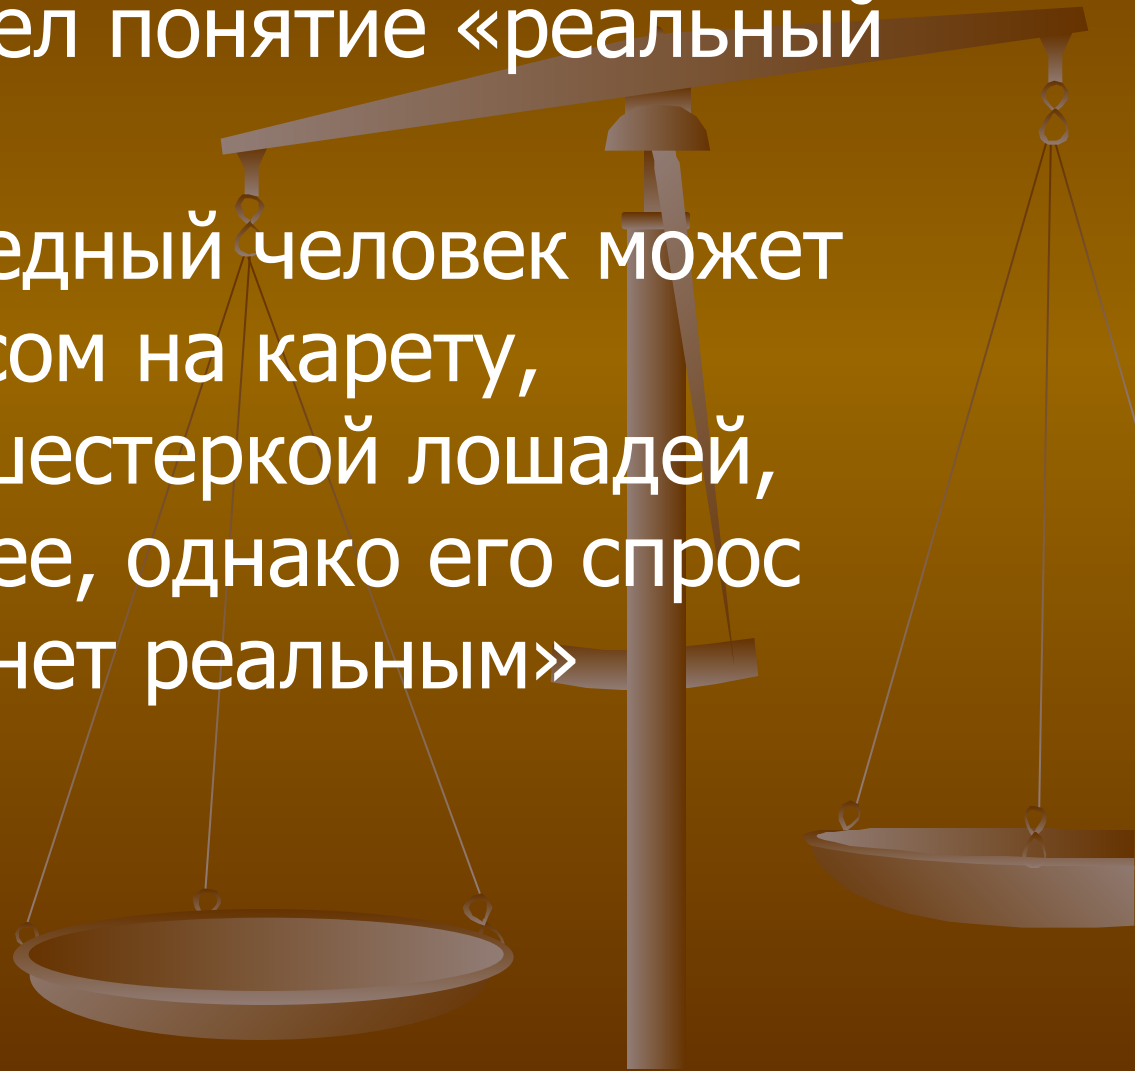 ел понятие «реальный
едный человек может
сом на карету,
шестеркой лошадей,
ее, однако его спрос
нет реальным»